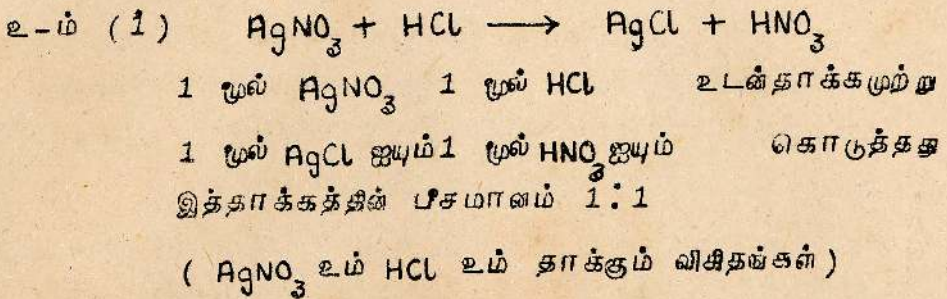 உ-ம் (1) AgNO₃ + HCl ⟶ AgCl + HNO₃
1 மூல் AgNO₃ 1 மூல் HCl உடன்தாக்கமுற்று
1 மூல் AgCl ஐயும் 1 மூல் HNO₃ ஐயும் கொடுத்தது
இத்தாக்கத்தின் பீசமானம் 1:1
( AgNO₃ உம் HCl உம் தாக்கும் விகிதங்கள் )